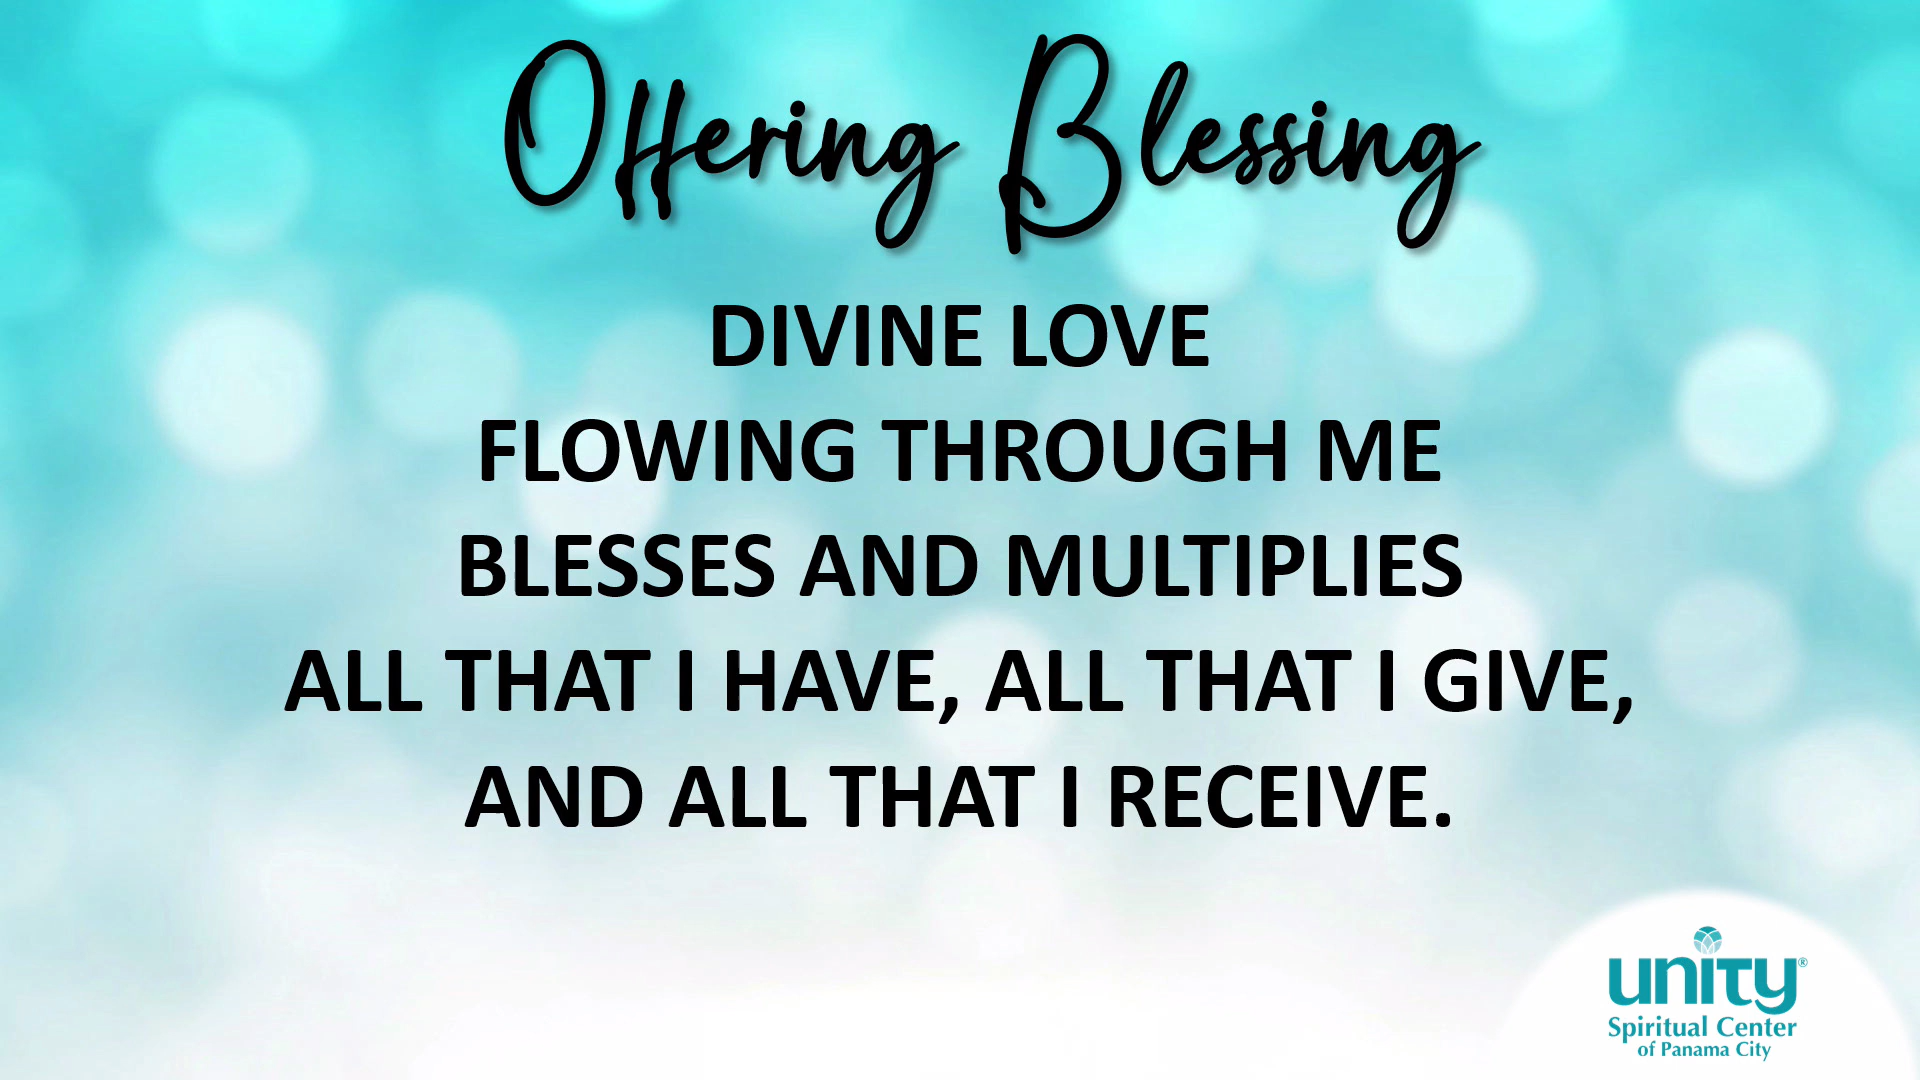 Offering Blessing
DIVINE LOVE
FLOWING THROUGH ME
BLESSES AND MULTIPLIES
ALL THAT I HAVE, ALL THAT I GIVE,
AND ALL THAT I RECEIVE.
unity®
Spiritual Center
of Panama City